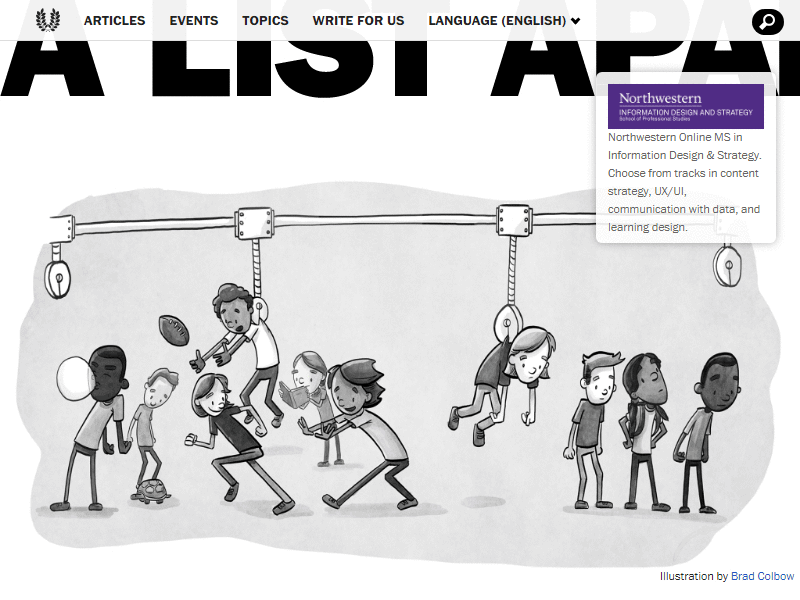 ARTICLES EVENTS TOPICS WRITE FOR US LANGUAGE (ENGLISH)
A LIST APA
Northwestern
INFORMATION DESIGN AND STRATEGY
School of Professional Studies
Northwestern Online MS in
Information Design & Strategy.
Choose from tracks in content
strategy, UX/UI,
communication with data, and
learning design.
Illustration by Brad Colbow